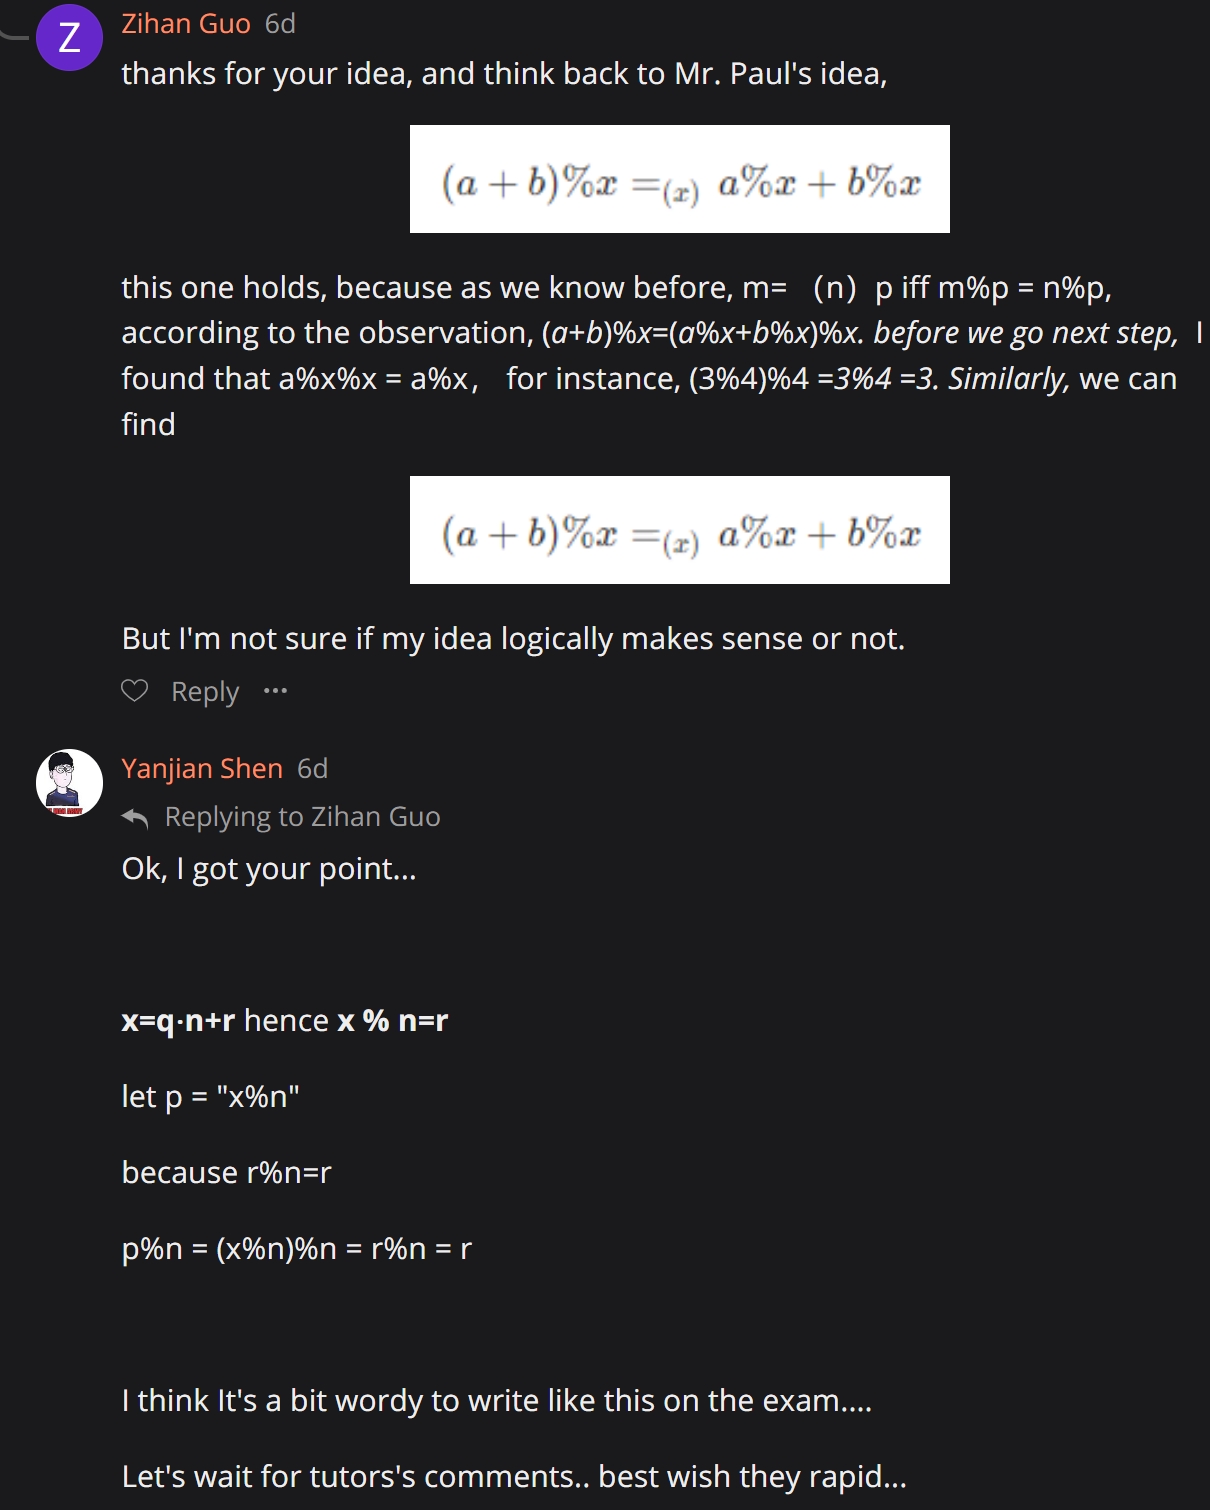 Z
Zihan Guo 6d
thanks for your idea, and think back to Mr. Paul's idea,
(a + b)%x =(x) a%x + b%x
this one holds, because as we know before, m= (n) p iff m%p = n%p,
according to the observation, (a+b)%x=(a%x+b%x)%x. before we go next step, I
found that a%x%x = a%x, for instance, (3%4)%4 =3%4 =3. Similarly, we can
find
(a + b)%x =(x) a%x + b%x
But I'm not sure if my idea logically makes sense or not.
Reply ···
Yanjian Shen 6d
Replying to Zihan Guo
Ok, I got your point...
x=q·n+r hence x % n=r
let p = "x%n"
because r%n=r
p%n = (x%n)%n = r%n = r
I think It's a bit wordy to write like this on the exam....
Let's wait for tutors's comments.. best wish they rapid...